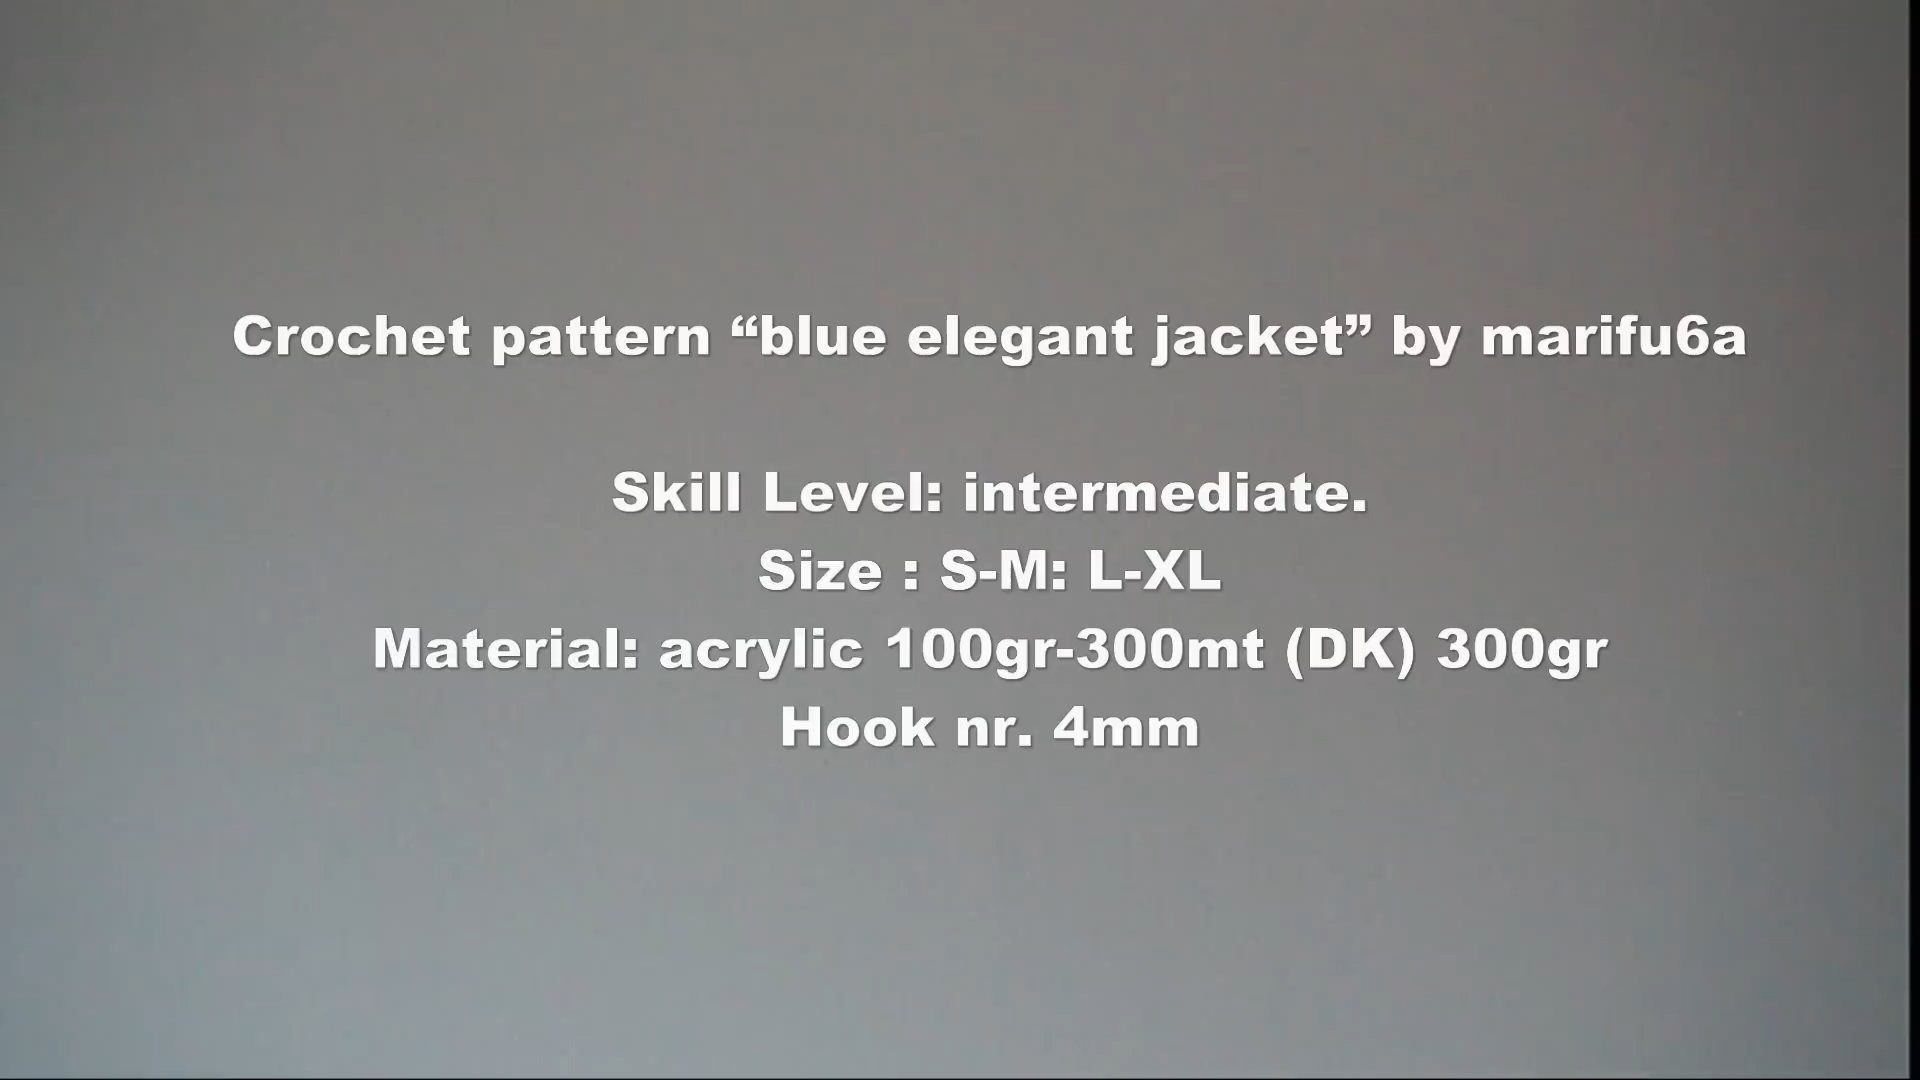 Crochet pattern “blue elegant jacket” by marifu6a
Skill Level: intermediate.
Size : S-M: L-XL
Material: acrylic 100gr-300mt (DK) 300gr
Hook nr. 4mm